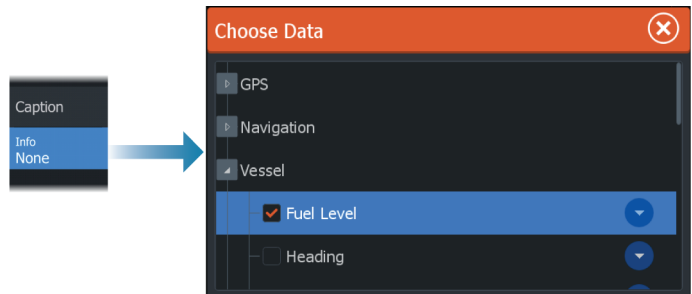 Choose Data
GPS
Caption
Navigation
Info
None
Vessel
Fuel Level
Heading